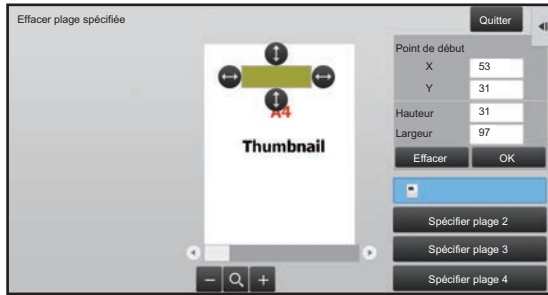 Effacer plage spécifiée
Quitter
Point de début
X 53
Y 31
Hauteur 31
Largeur 97
Effacer OK
A4
Thumbnail
Spécifier plage 2
Spécifier plage 3
Spécifier plage 4